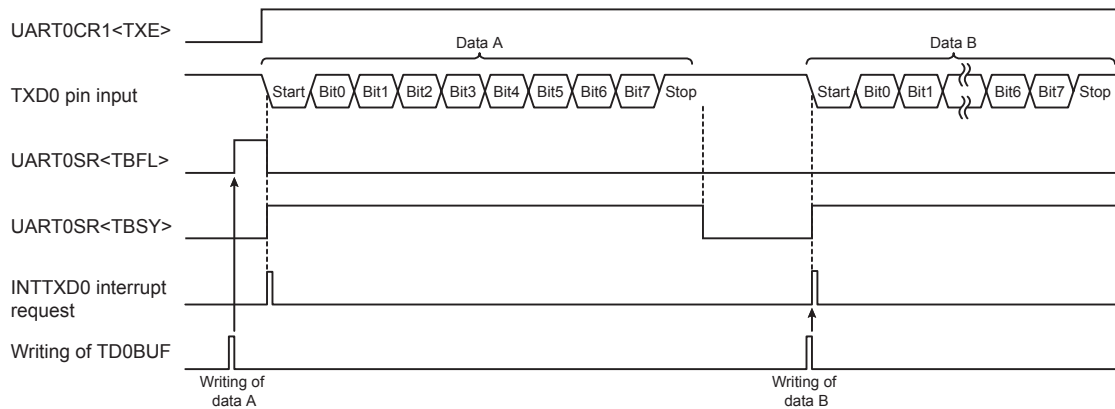 UART0CR1<TXE>
Data A
Data B
TXD0 pin input
Start Bit0 Bit1 Bit2 Bit3 Bit4 Bit5 Bit6 Bit7 Stop
Start Bit0 Bit1 Bit6 Bit7 Stop
UART0SR<TBFL>
UART0SR<TBSY>
INTTXD0 interrupt
request
Writing of TD0BUF
Writing of
data A
Writing of
data B